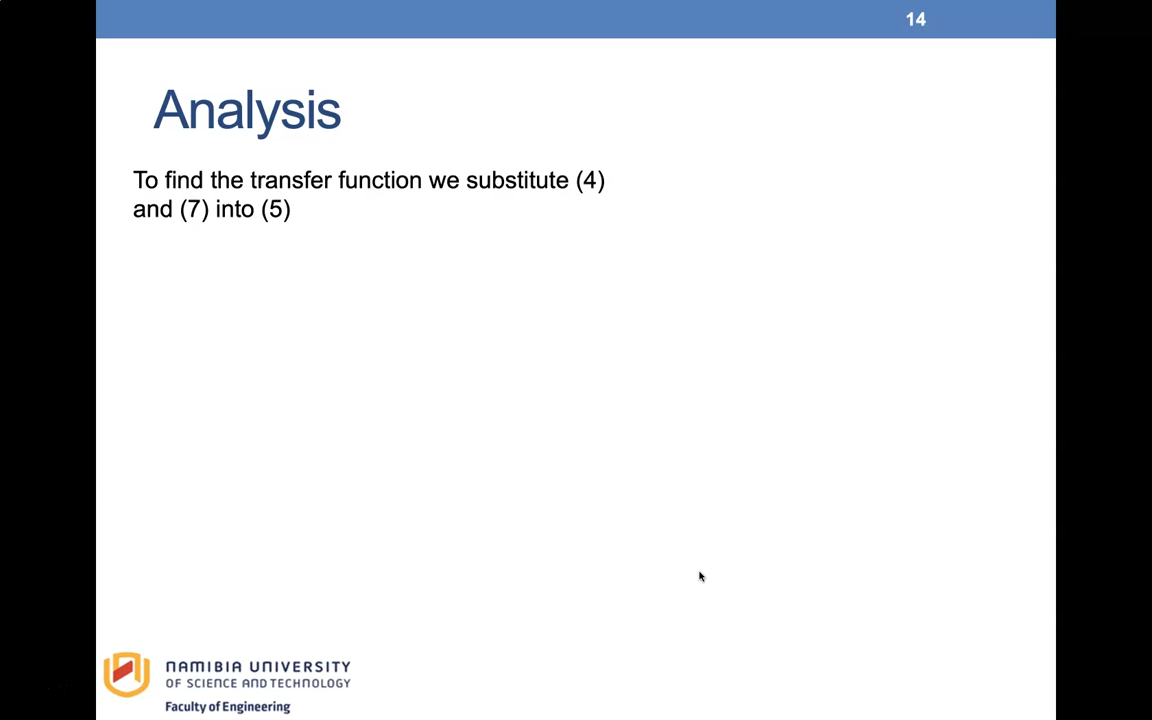 14
Analysis
To find the transfer function we substitute (4)
and (7) into (5)
NAMIBIA UNIVERSITY
OF SCIENCE AND TECHNOLOGY
Faculty of Engineering